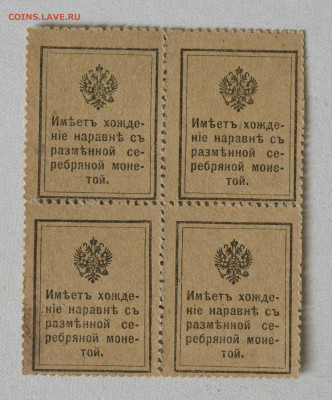 COINS.LAVE.RU
Имеетъ хожде-
ніе наравнѣ съ
размѣнной се-
ребряной моне-
той.
Имѣетъ хожде-
ніе наравнѣ съ
размѣнной се-
ребряной моне-
той.
Имѣетъ хожде-
ніе наравнѣ съ
размѣнной се-
ребряной моне-
той.
Имѣетъ хожде-
ніе наравнѣ съ
размѣнной се-
ребряной моне-
той.